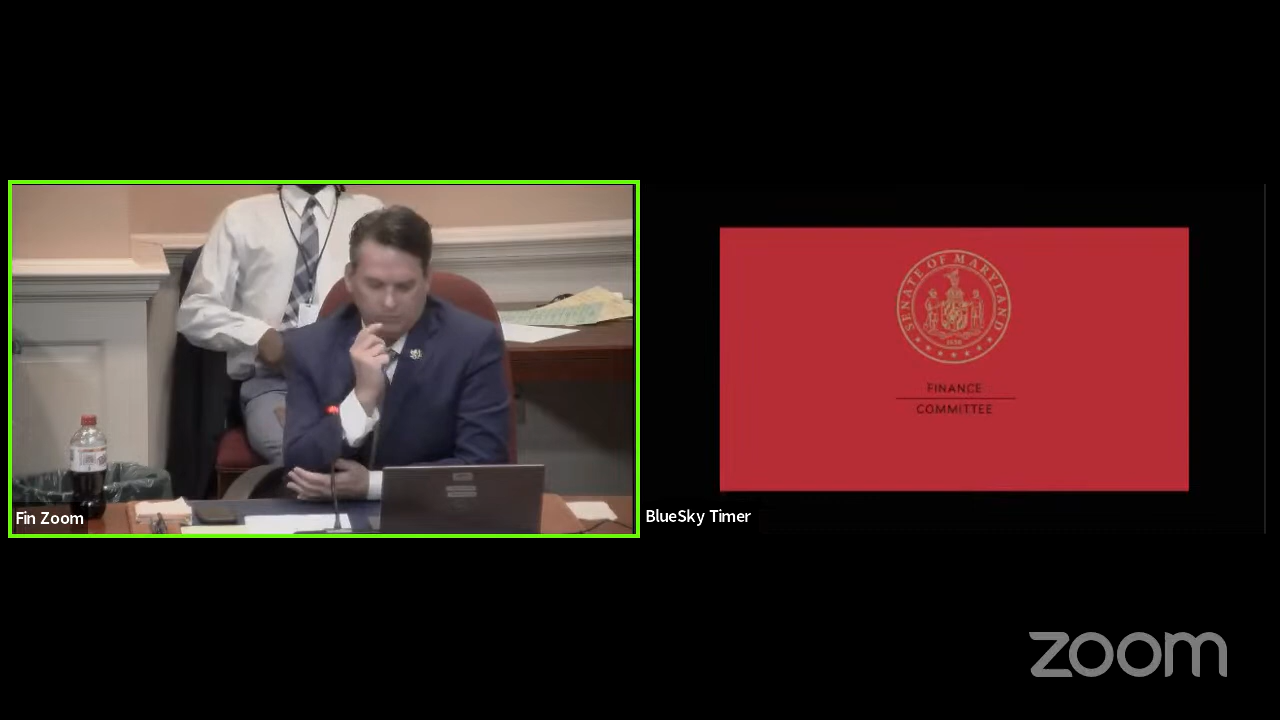 Fin Zoom
SENATE OF MARYLAND
FINANCE
COMMITTEE
BlueSky Timer
zoom